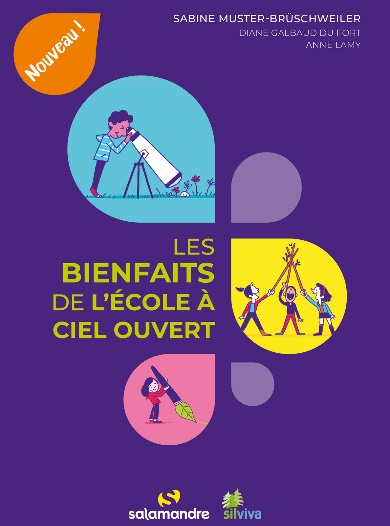 Nouveau !
SABINE MUSTER-BRÜSCHWEILER
DIANE GALBAUD DU FORT
ANNE LAMY
LES
BIENFAITS
DE L'ÉCOLE À
CIEL OUVERT
salamandre
silviva